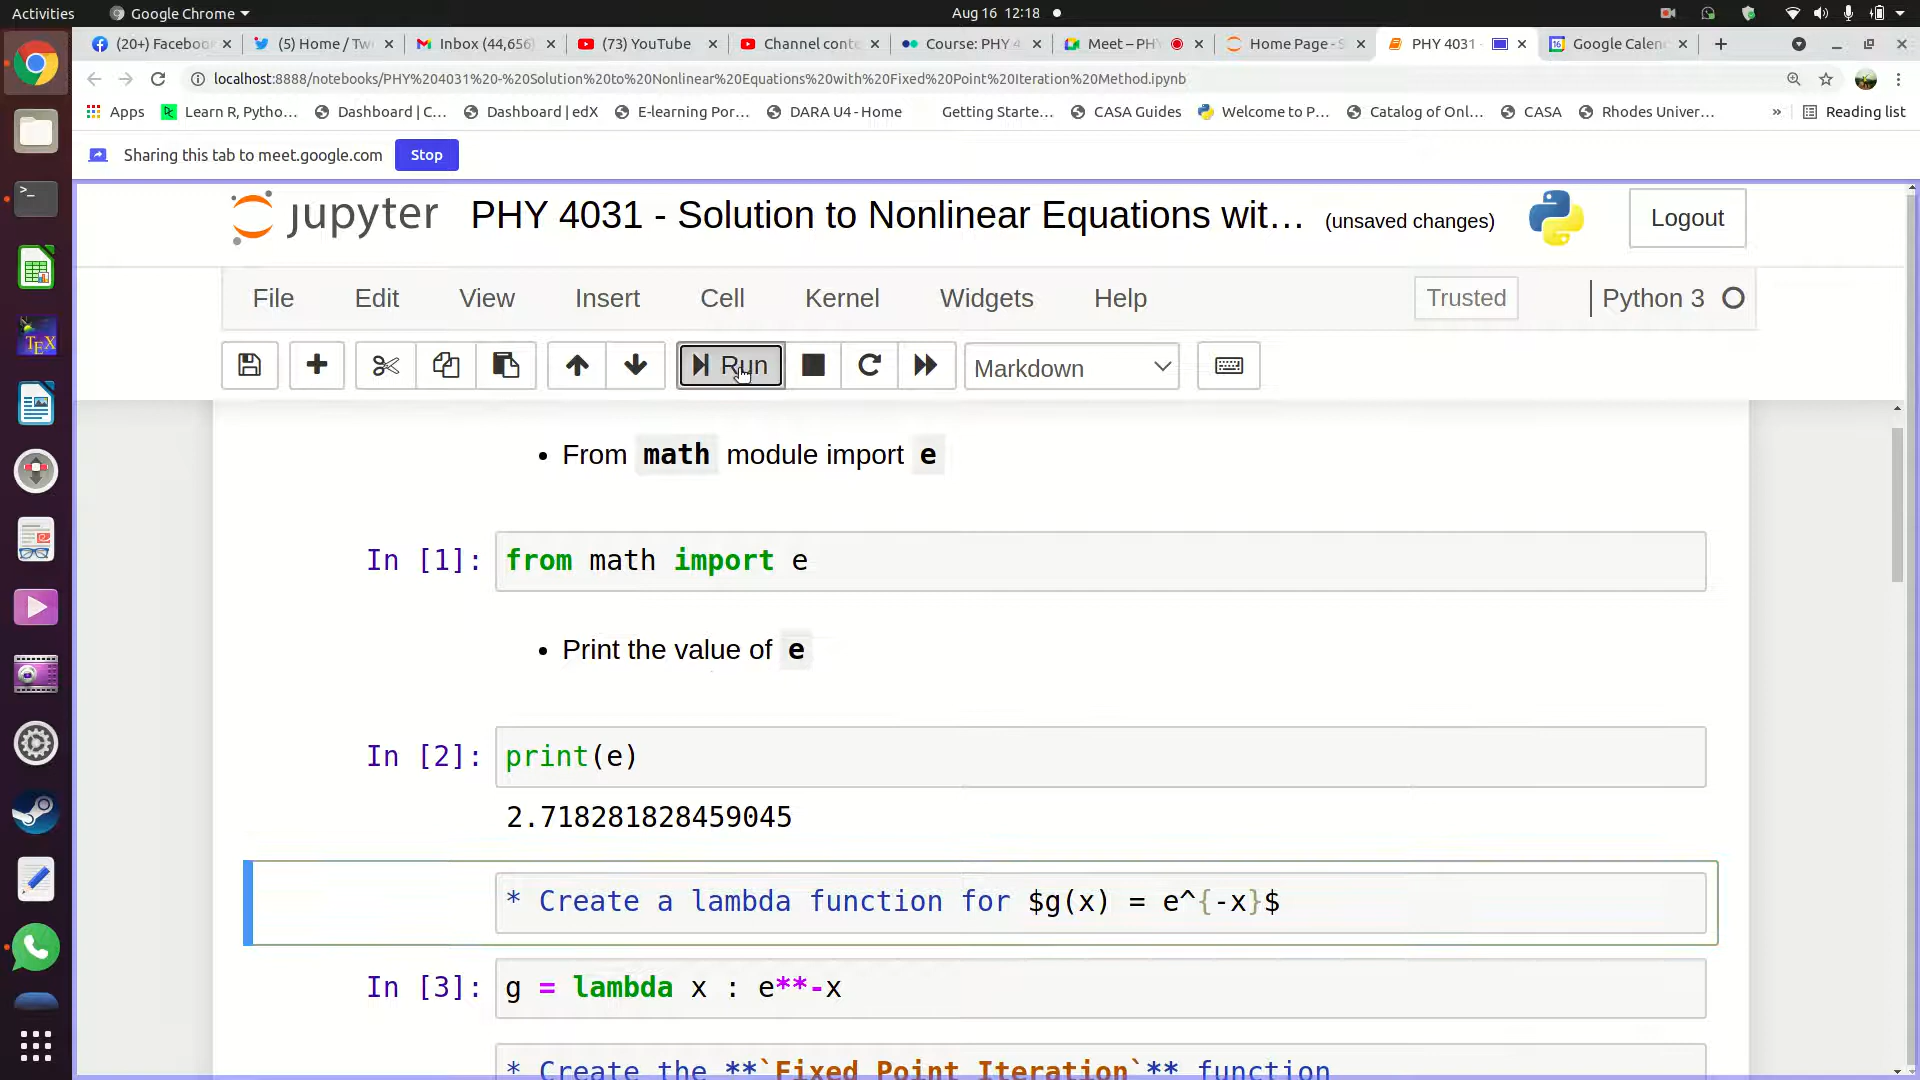 Activities Google Chrome Aug 16 12:18
(20+) Faceboo (5) Home / Tw Inbox (44,656) (73) YouTube Channel cont Course: PHY 4 Meet – PHY Home Page - S PHY 4031 Google Calen
localhost:8888/notebooks/PHY%204031%20-%20Solution%20to%20Nonlinear%20Equations%20with%20Fixed%20Point%20Iteration%20Method.ipynb
Apps Learn R, Pytho... Dashboard | C... Dashboard | edX E-learning Por... DARA U4 - Home Getting Starte... CASA Guides Welcome to P... Catalog of Onl... CASA Rhodes Univer... » Reading list
Sharing this tab to meet.google.com Stop
jupyter PHY 4031 - Solution to Nonlinear Equations wit... (unsaved changes) Logout
File Edit View Insert Cell Kernel Widgets Help Trusted Python 3
Run Markdown
• From math module import e
In [1]: from math import e
• Print the value of e
In [2]: print(e)
2.718281828459045
* Create a lambda function for $g(x) = e^{-x}$
In [3]: g = lambda x : e**-x
* Create the **`Fixed Point Iteration`** function